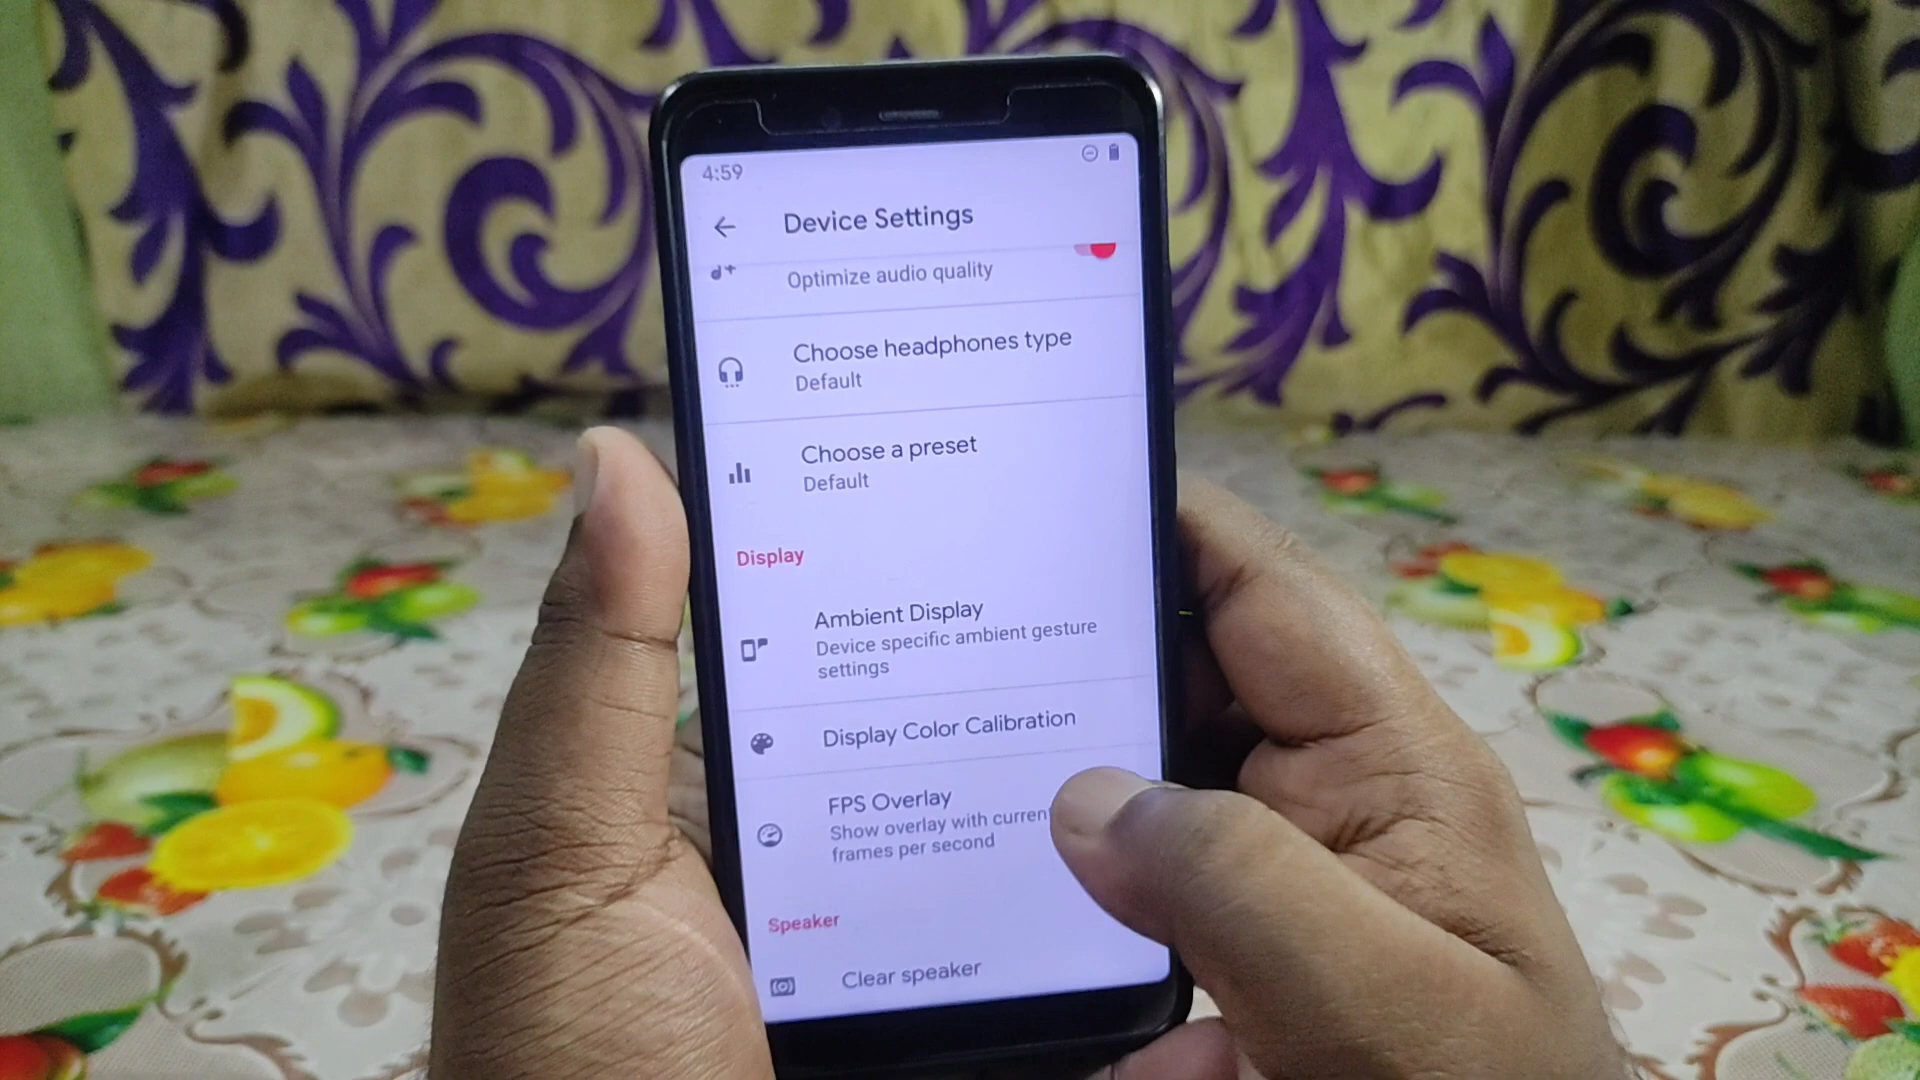 4:59
Device Settings
Optimize audio quality
Choose headphones type
Default
Choose a preset
Default
Display
Ambient Display
Device specific ambient gesture
settings
Display Color Calibration
FPS Overlay
Show overlay with current
frames per second
Speaker
Clear speaker